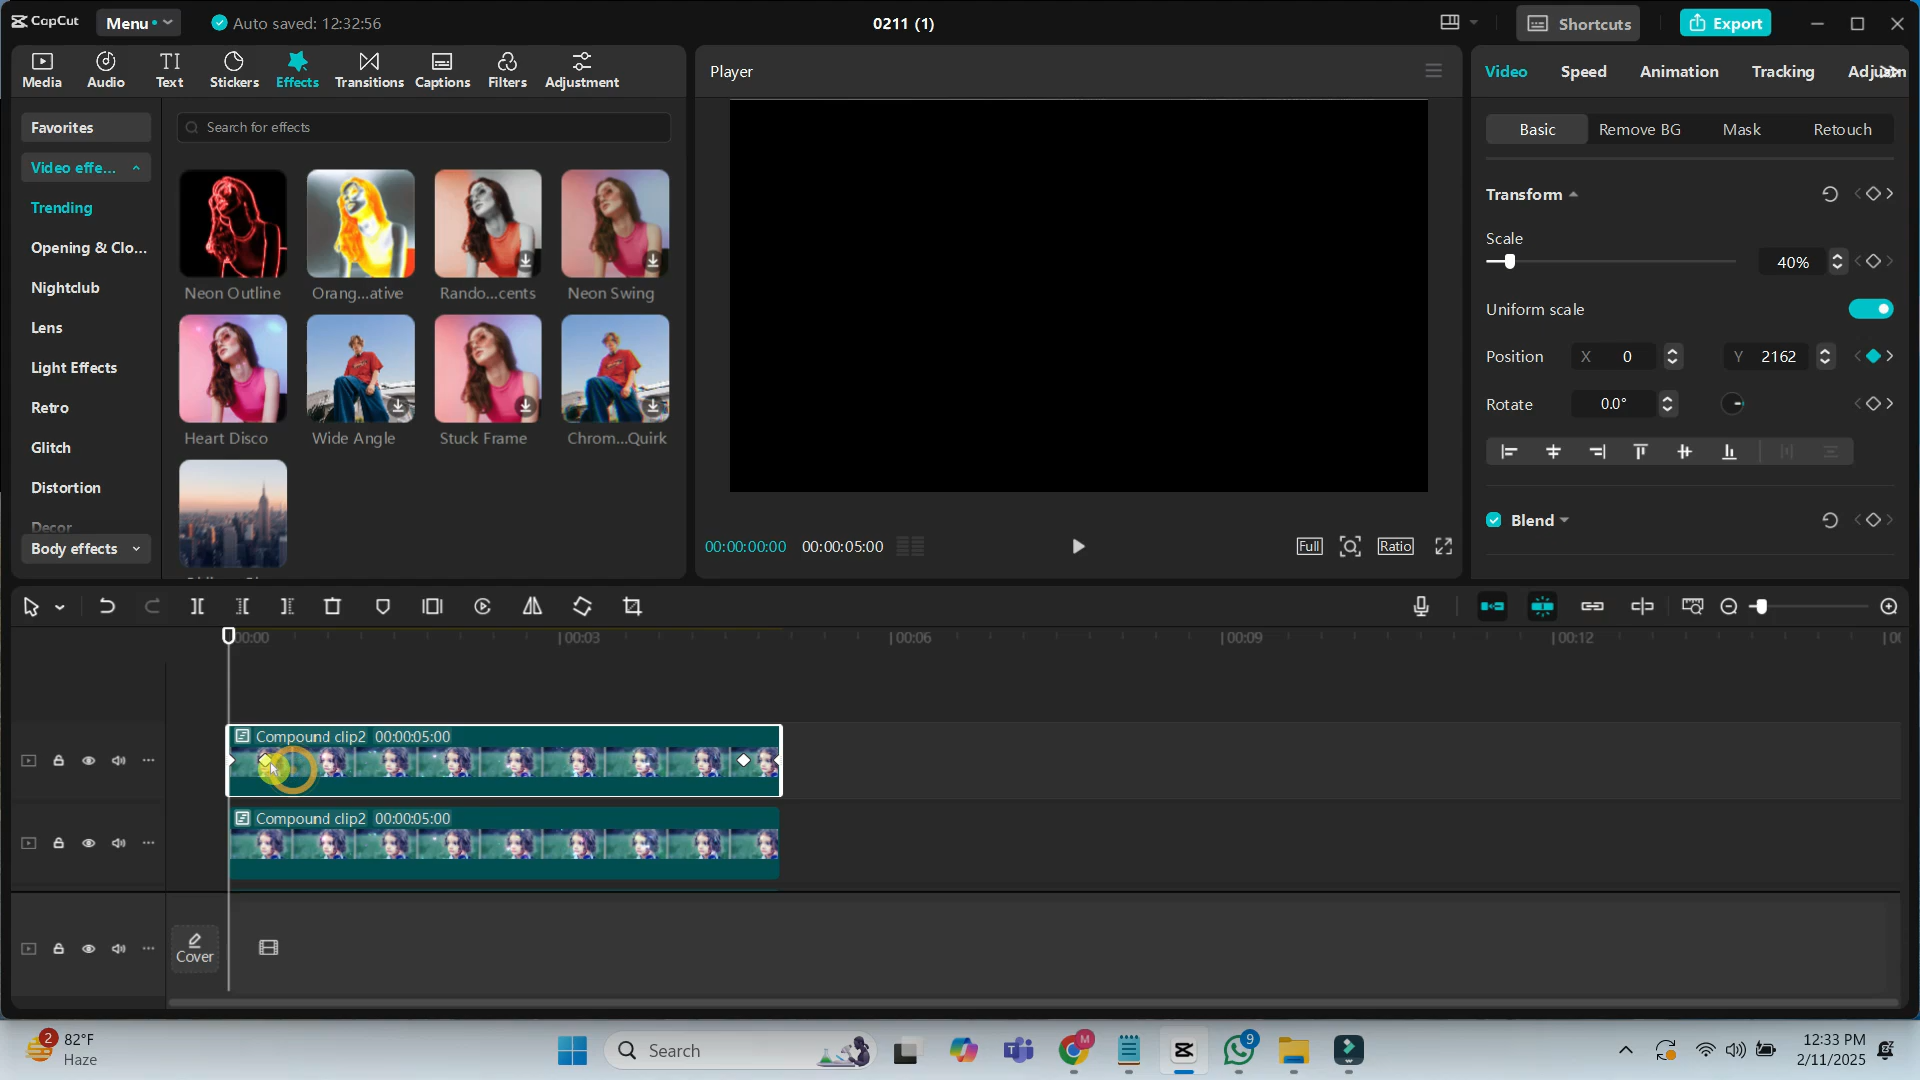 CapCut
Menu
Auto saved: 12:32:56
0211 (1)
Shortcuts
Export
Media
Audio
Text
Stickers
Effects
Transitions
Captions
Filters
Adjustment
Favorites
Video effe...
Trending
Opening & Clo...
Nightclub
Lens
Light Effects
Retro
Glitch
Distortion
Decor
Body effects
Search for effects
Neon Outline
Orang...ative
Rando...cents
Neon Swing
Heart Disco
Wide Angle
Stuck Frame
Chrom...Quirk
Player
00:00:00:00
00:00:05:00
Full
Ratio
Video
Speed
Animation
Tracking
Basic
Remove BG
Mask
Retouch
Transform
Scale
40%
Uniform scale
Position
X 0
Y 2162
Rotate
0.0°
Blend
00:00
00:03
00:06
00:09
00:12
Compound clip2 00:00:05:00
Compound clip2 00:00:05:00
Cover
2
82°F
Haze
Search
M
9
12:33 PM
2/11/2025